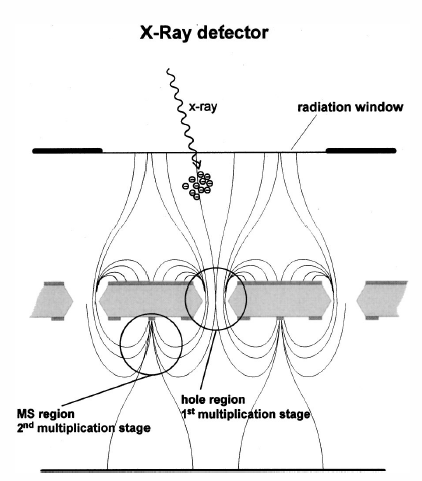 X-Ray detector
x-ray
radiation window
hole region
1st multiplication stage
MS region
2nd multiplication stage